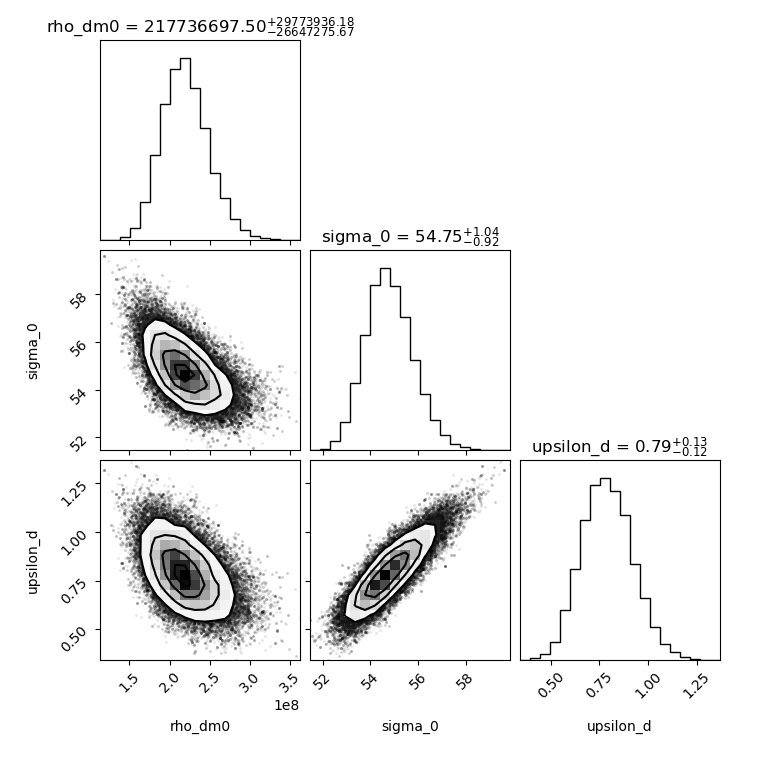 rho_dm0 = 217736697.50+29773936.18
−26647275.67
sigma_0 = 54.75+1.04
−0.92
58
56
54
52
sigma_0
upsilon_d = 0.79+0.13
−0.12
1.25
1.00
0.75
0.50
upsilon_d
1.5 2.0 2.5 3.0 3.5 52 54 56 58 0.50 0.75 1.00 1.25
1e8
rho_dm0 sigma_0 upsilon_d